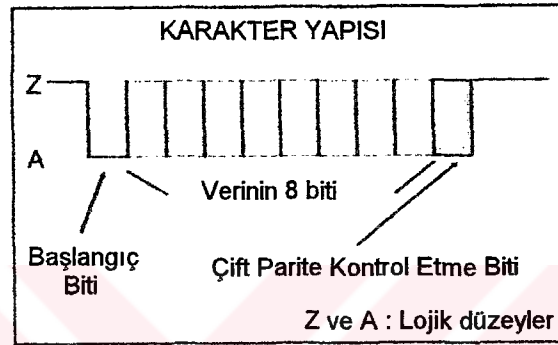 KARAKTER YAPISI
Z
A
Verinin 8 biti
Başlangıç
Biti
Çift Parite Kontrol Etme Biti
Z ve A : Lojik düzeyler